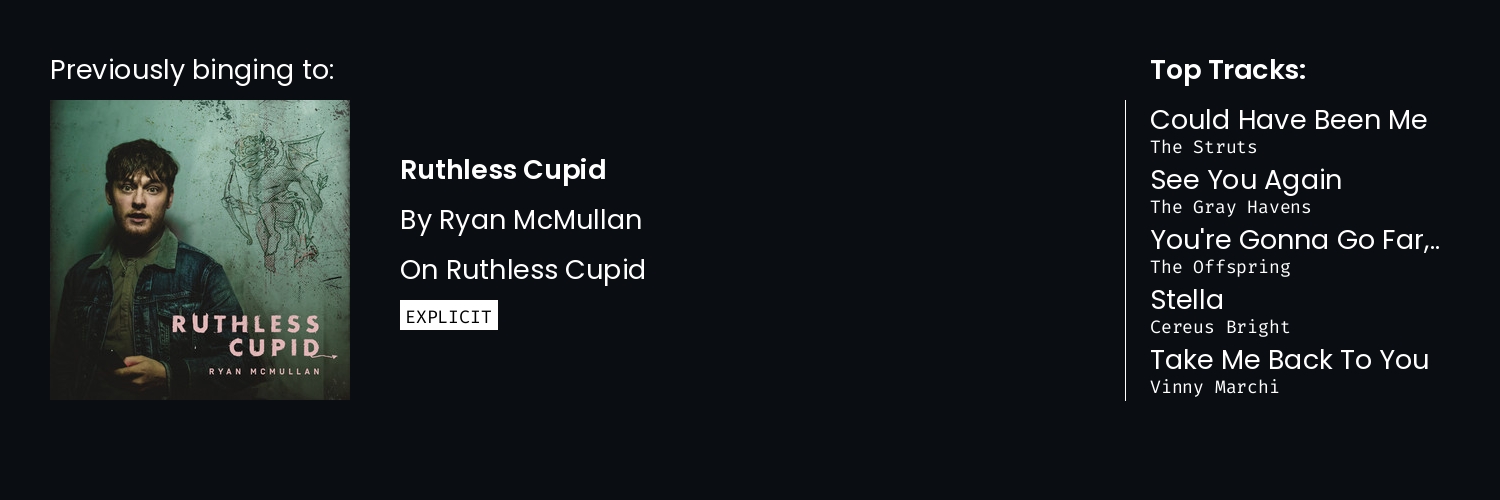 Previously binging to:
RUTHLESS
CUPID
RYAN MCMULLAN
Ruthless Cupid
By Ryan McMullan
On Ruthless Cupid
EXPLICIT
Top Tracks:
Could Have Been Me
The Struts
See You Again
The Gray Havens
You're Gonna Go Far,..
The Offspring
Stella
Cereus Bright
Take Me Back To You
Vinny Marchi